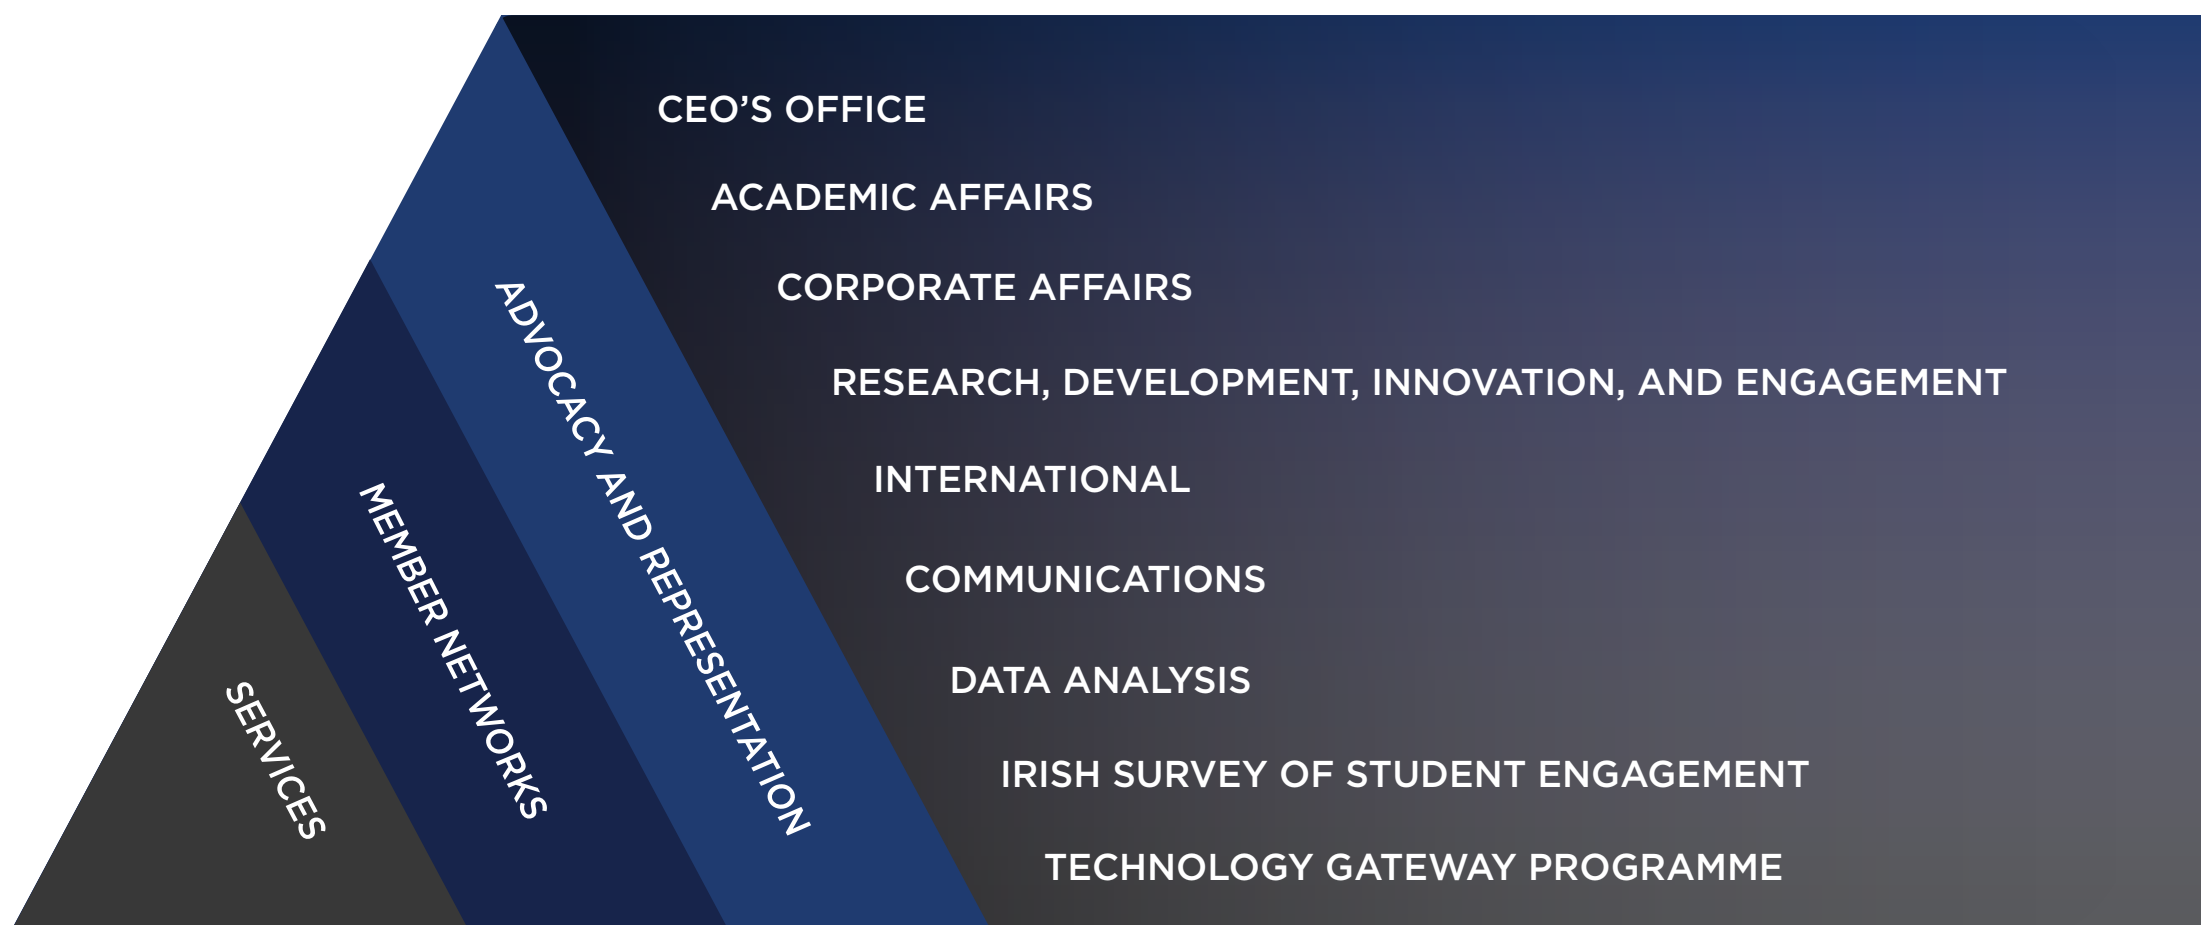 CEO’S OFFICE
ACADEMIC AFFAIRS
CORPORATE AFFAIRS
RESEARCH, DEVELOPMENT, INNOVATION, AND ENGAGEMENT
INTERNATIONAL
COMMUNICATIONS
DATA ANALYSIS
IRISH SURVEY OF STUDENT ENGAGEMENT
TECHNOLOGY GATEWAY PROGRAMME
ADVOCACY AND REPRESENTATION
MEMBER NETWORKS
SERVICES